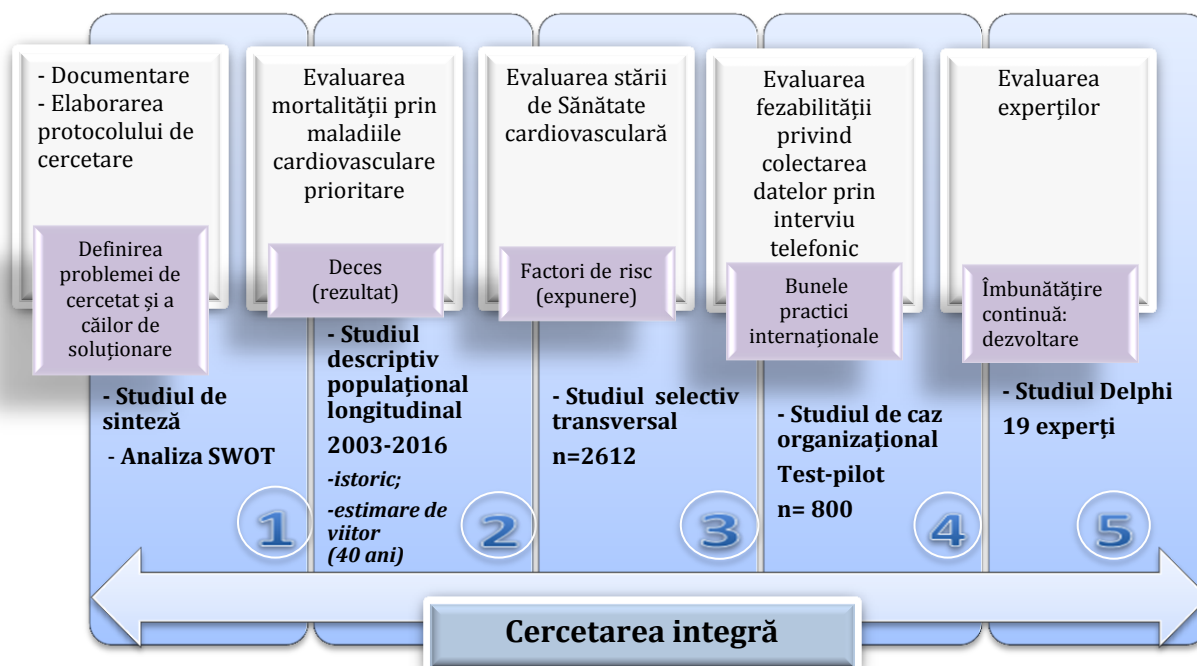 - Documentare
- Elaborarea
protocolului de
cercetare
Definirea
problemei de
cercetat și a
căilor de
soluționare
- Studiul de
sinteză
- Analiza SWOT
1
Evaluarea
mortalității prin
maladiile
cardiovasculare
prioritare
Deces
(rezultat)
- Studiul
descriptiv
populațional
longitudinal
2003-2016
-istoric;
-estimare de
viitor
(40 ani)
2
Evaluarea stării
de Sănătate
cardiovasculară
Factori de risc
(expunere)
- Studiul selectiv
transversal
n=2612
3
Evaluarea
fezabilității
privind
colectarea
datelor prin
interviu
telefonic
Bunele
practici
internaționale
- Studiul de caz
organizațional
Test-pilot
n= 800
4
Evaluarea
experților
Îmbunătățire
continuă:
dezvoltare
- Studiul Delphi
19 experți
5
Cercetarea integră